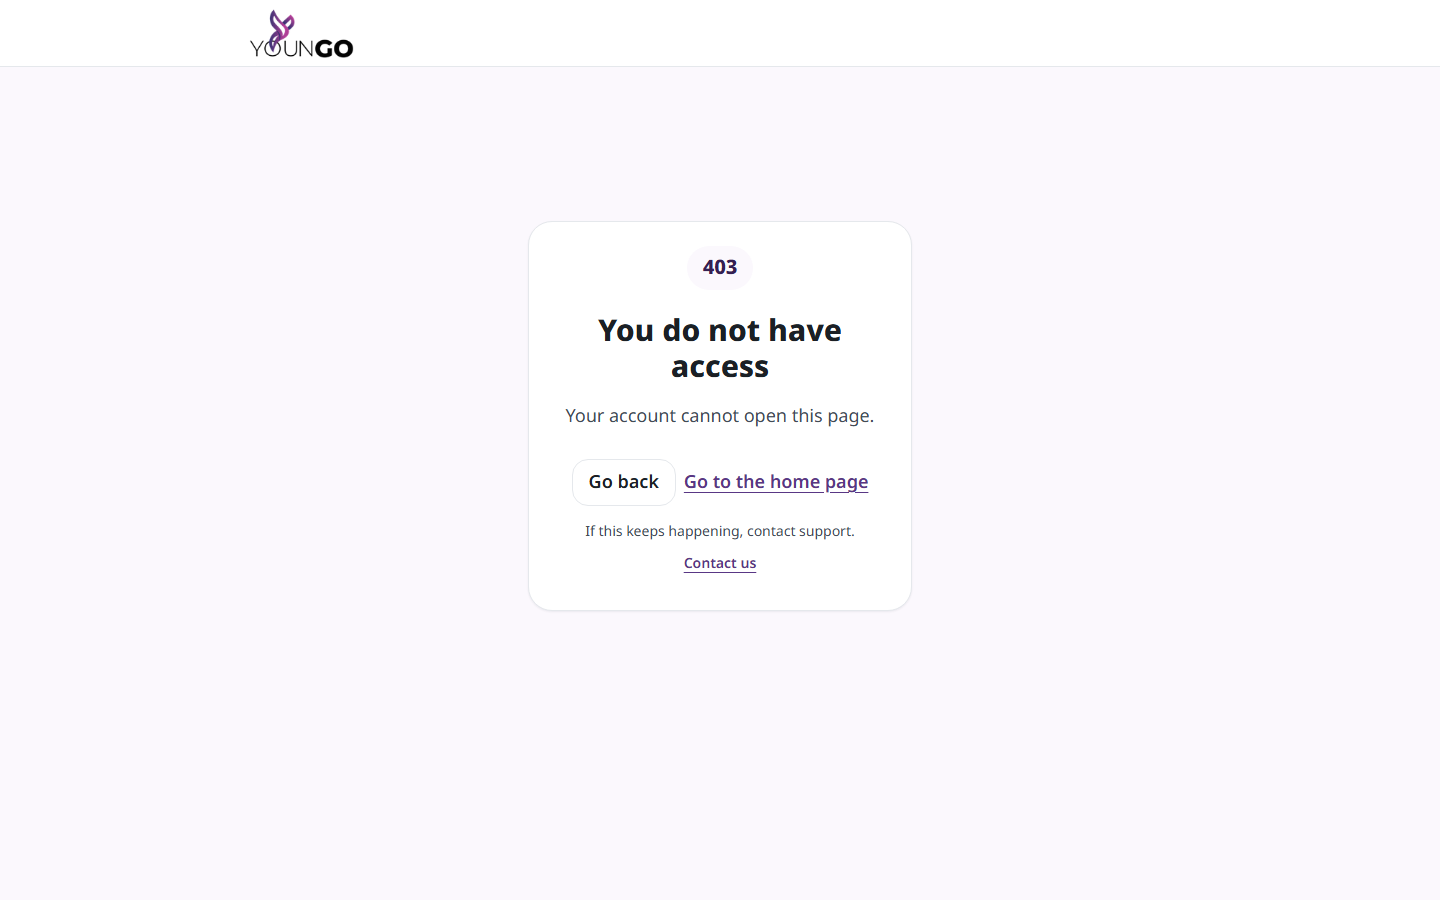 YOUNGO
403
You do not have
access
Your account cannot open this page.
Go back Go to the home page
If this keeps happening, contact support.
Contact us